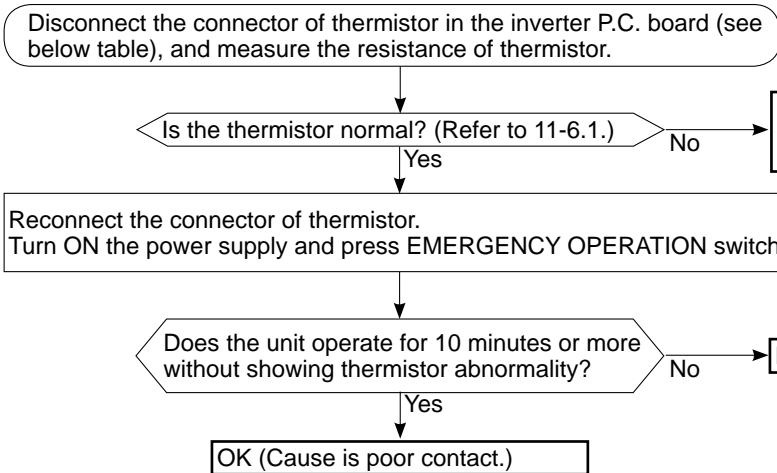 Disconnect the connector of thermistor in the inverter P.C. board (see
below table), and measure the resistance of thermistor.
Is the thermistor normal? (Refer to 11-6.1.)
No
Yes
Reconnect the connector of thermistor.
Turn ON the power supply and press EMERGENCY OPERATION switch
Does the unit operate for 10 minutes or more
without showing thermistor abnormality?
No
Yes
OK (Cause is poor contact.)